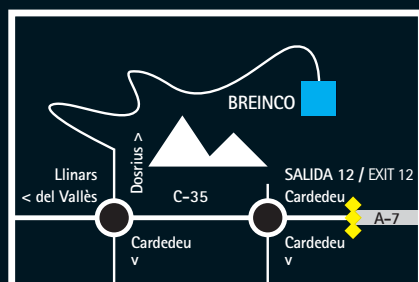 BREINCO
Dosrius >
Llinars
< del Vallès
C-35
SALIDA 12 / EXIT 12
Cardedeu
A-7
Cardedeu
v
Cardedeu
v